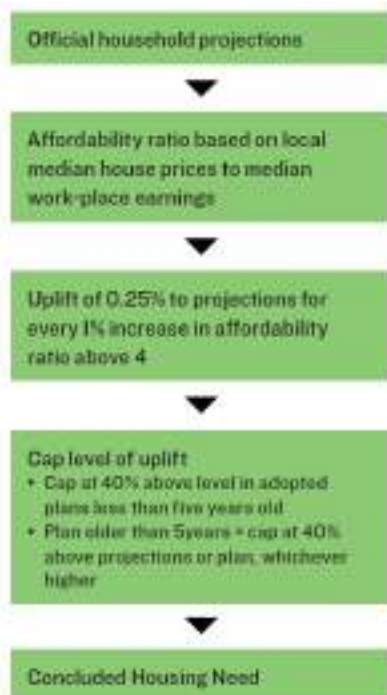 Official household projections
Affordability ratio based on local
median house prices to median
work-place earnings
Uplift of 0.25% to projections for
every 1% increase in affordability
ratio above 4
Cap level of uplift
• Cap at 40% above level in adopted
plans less than five years old
• Plan older than 5years = cap at 40%
above projections or plan, whichever
higher
Concluded Housing Need